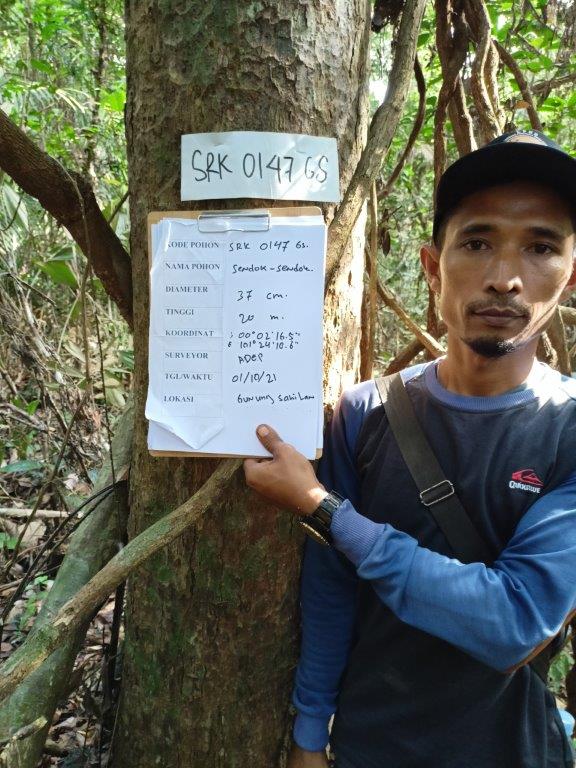 SRK 0147 GS
KODE POHON SRK 0147 GS.
NAMA POHON Sendok-sendok.
DIAMETER 37 cm.
TINGGI 20 m.
KOORDINAT S 00° 02' 16.5"
E 101° 24' 10.6"
SURVEYOR ADEP
TGL/WAKTU 01/10/21
LOKASI Gunung Sahilan
QUIKSILVER